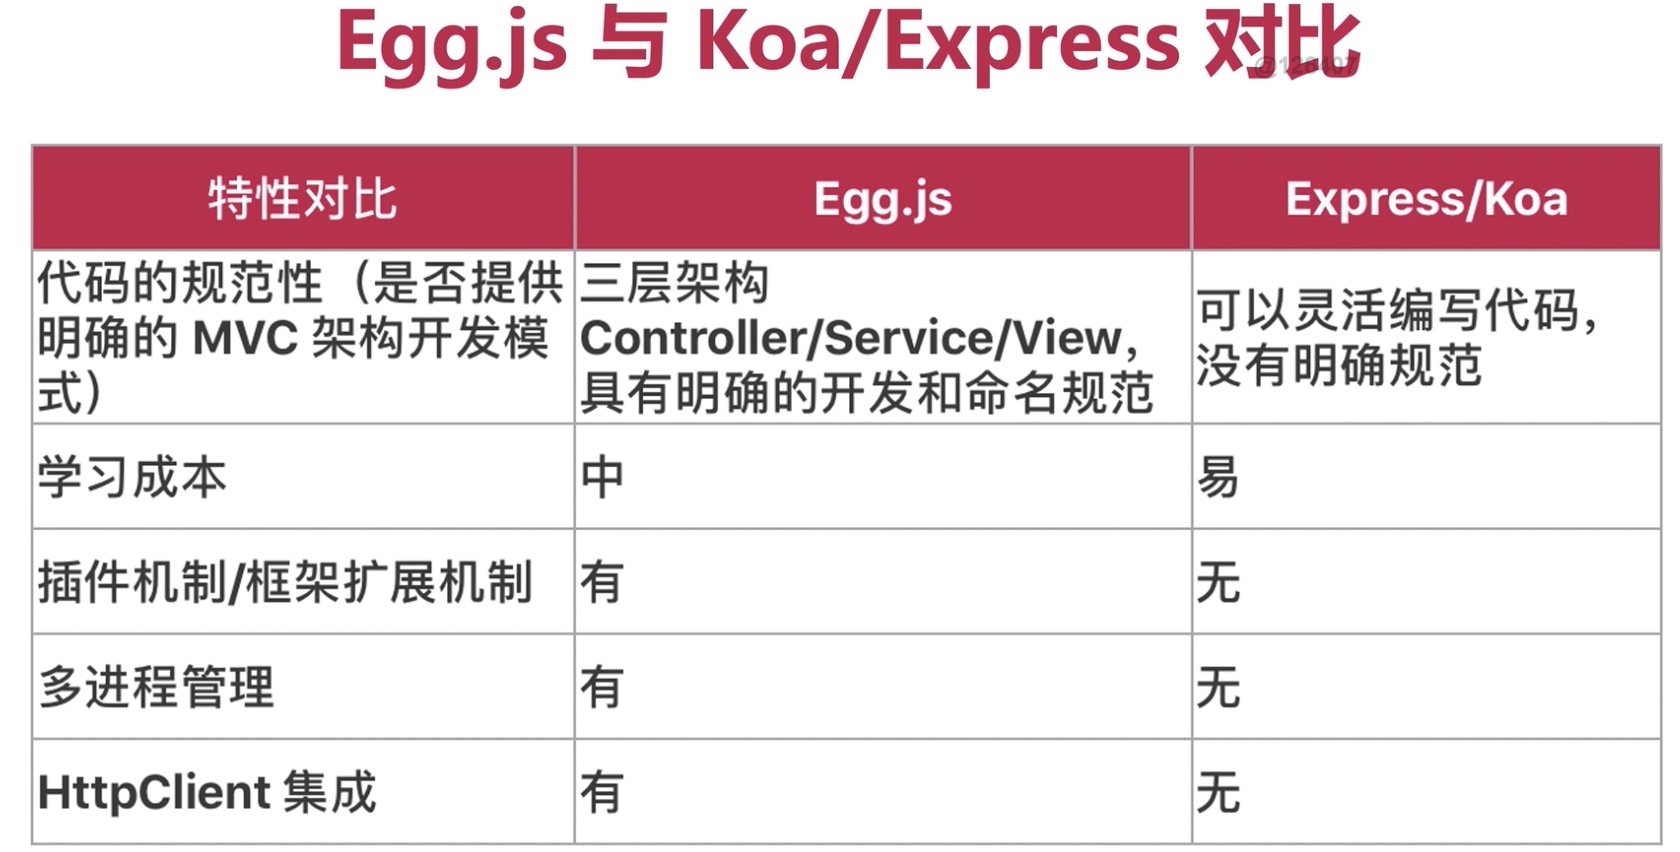 Egg.js 与 Koa/Express 对比
@126407
特性对比
Egg.js
Express/Koa
代码的规范性（是否提供
明确的 MVC 架构开发模
式）
三层架构
Controller/Service/View，
具有明确的开发和命名规范
可以灵活编写代码，
没有明确规范
学习成本
中
易
插件机制/框架扩展机制
有
无
多进程管理
有
无
HttpClient 集成
有
无